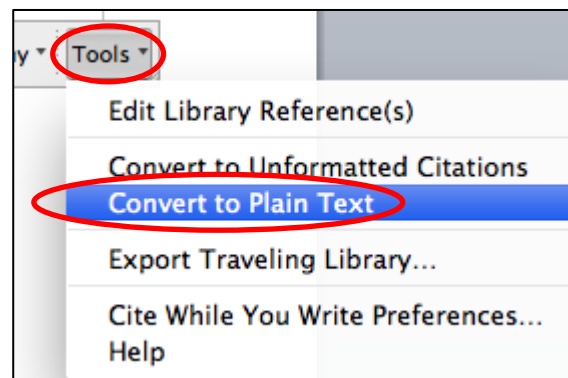 Tools
Edit Library Reference(s)
Convert to Unformatted Citations
Convert to Plain Text
Export Traveling Library...
Cite While You Write Preferences...
Help